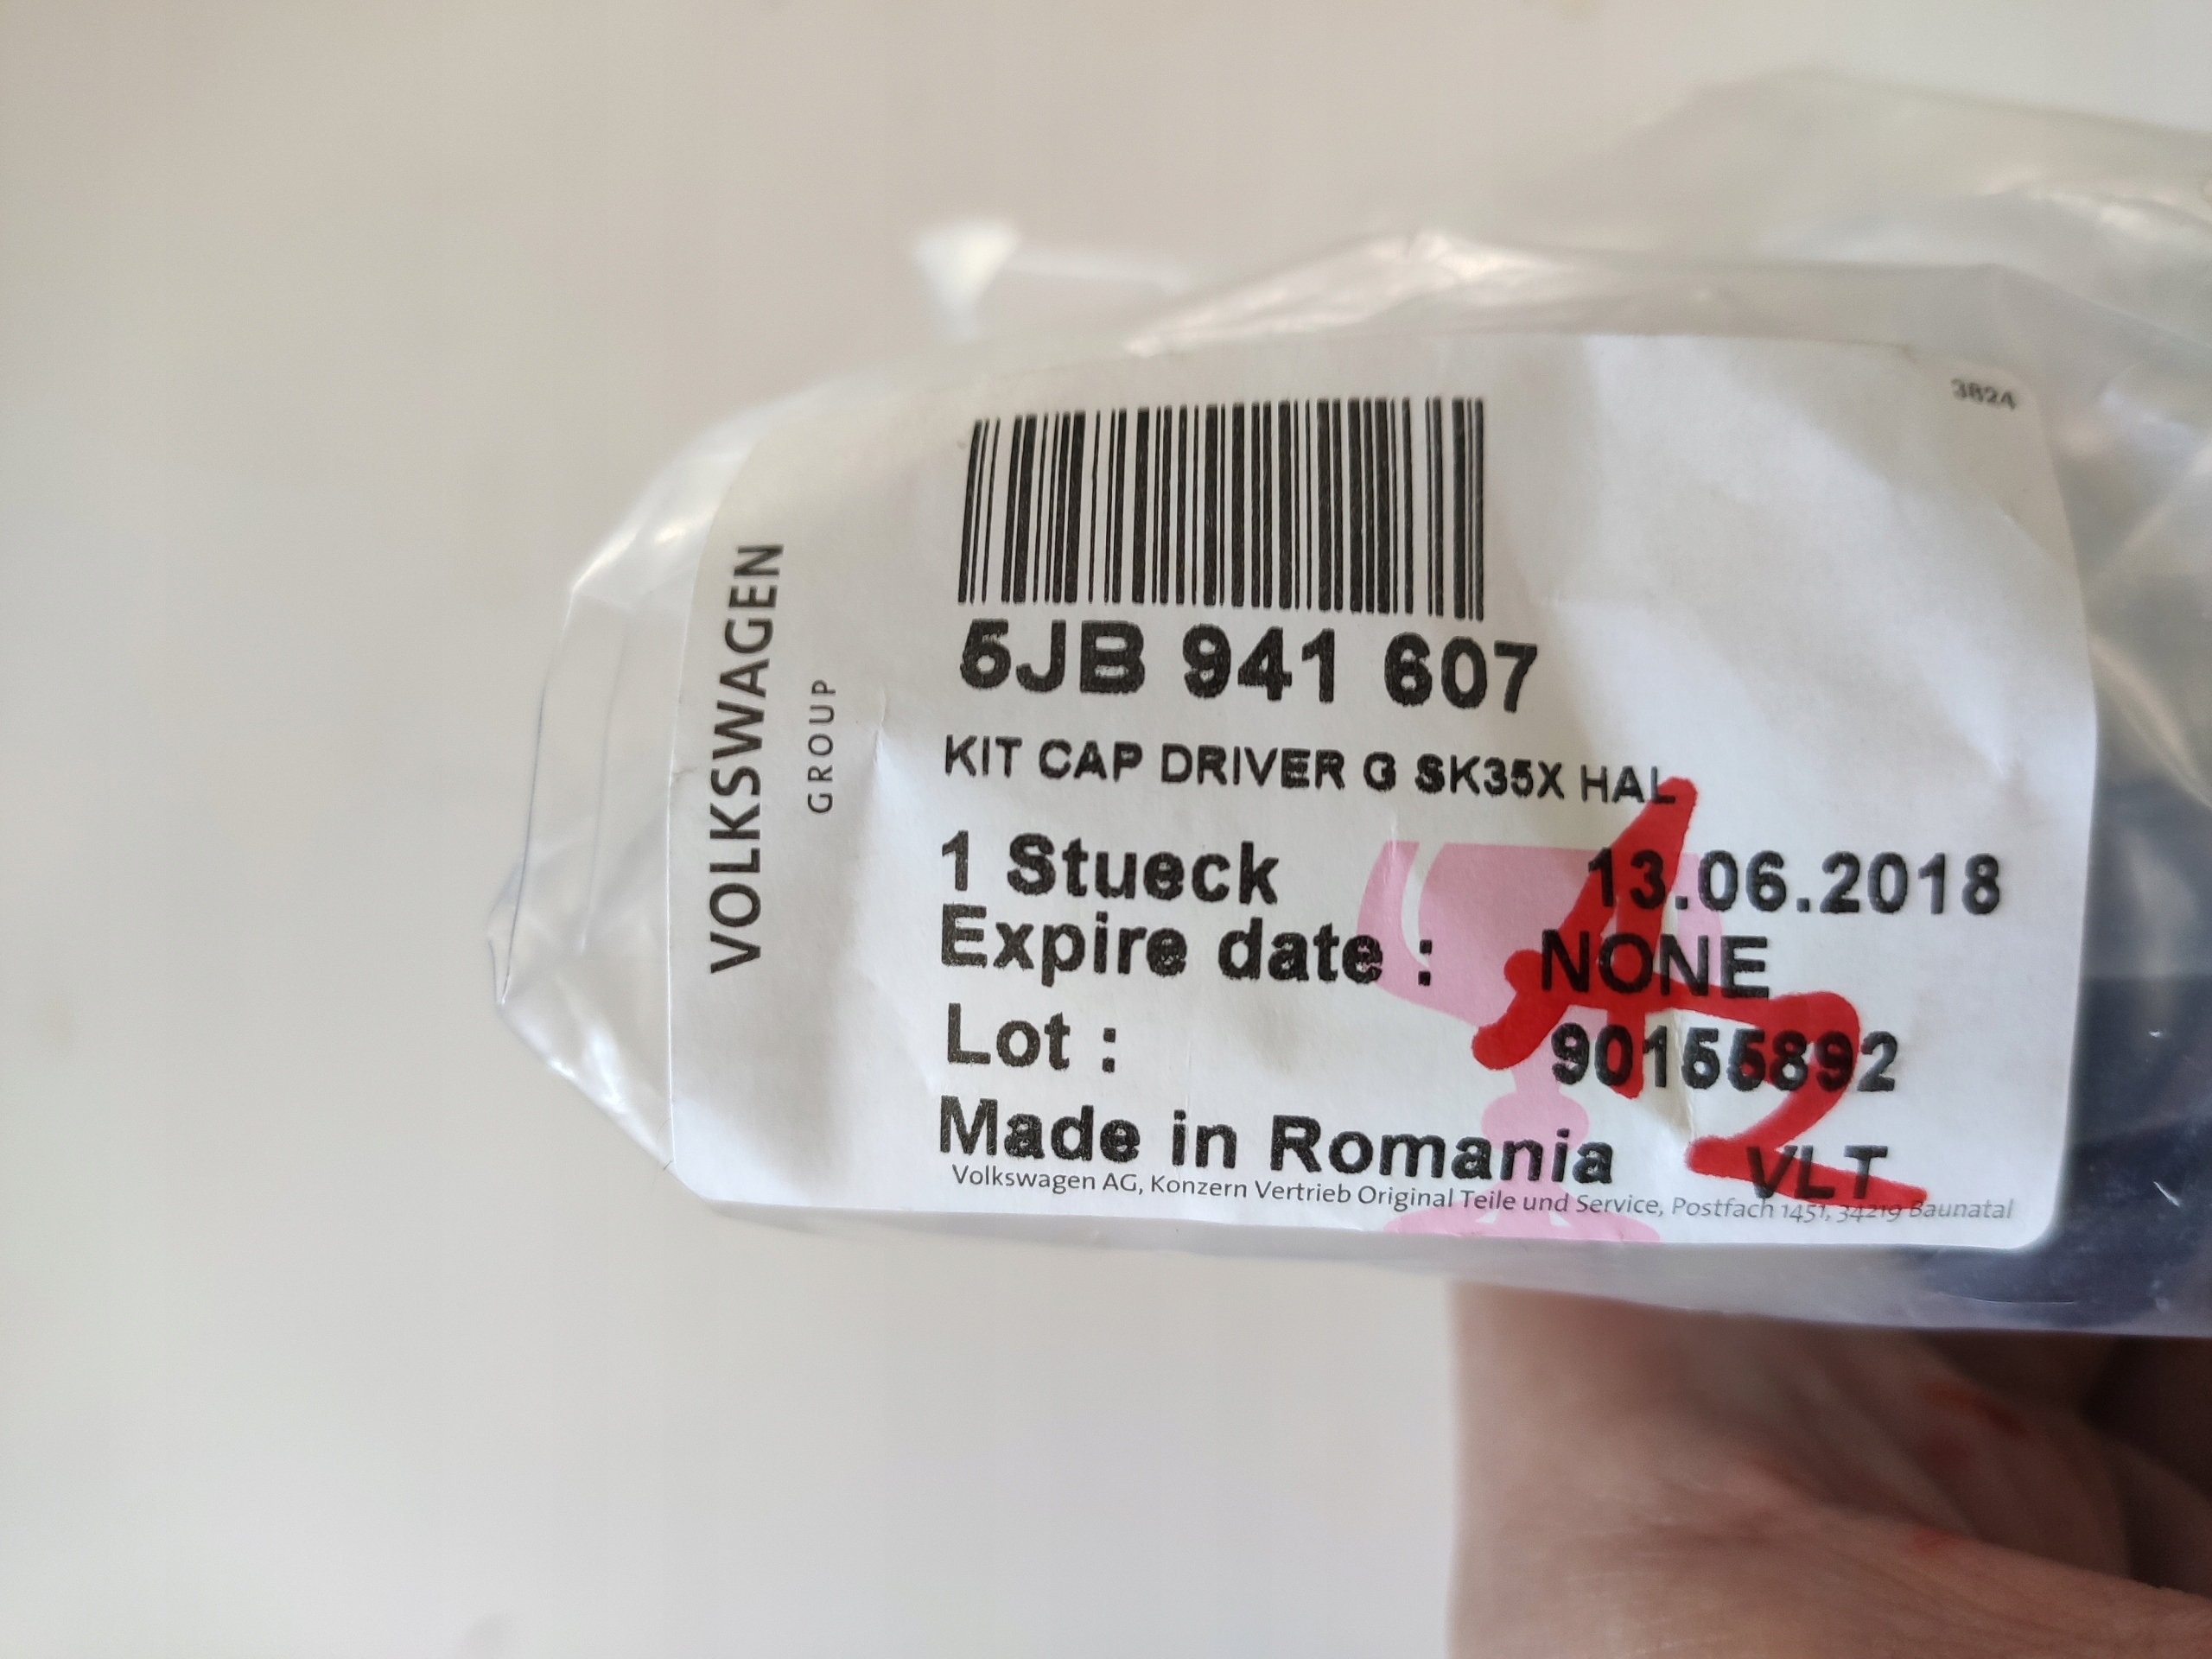 3824
VOLKSWAGEN
GROUP
5JB 941 607
KIT CAP DRIVER G SK35X HAL
1 Stueck 13.06.2018
Expire date : NONE
Lot : 90155892
Made in Romania VLT
Volkswagen AG, Konzern Vertrieb Original Teile und Service, Postfach 1451, 34219 Baunatal
A2